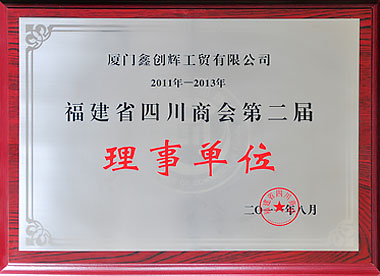 厦门鑫创辉工贸有限公司
2011年—2013年
福建省四川商会第二届
理事单位
二〇一一年八月